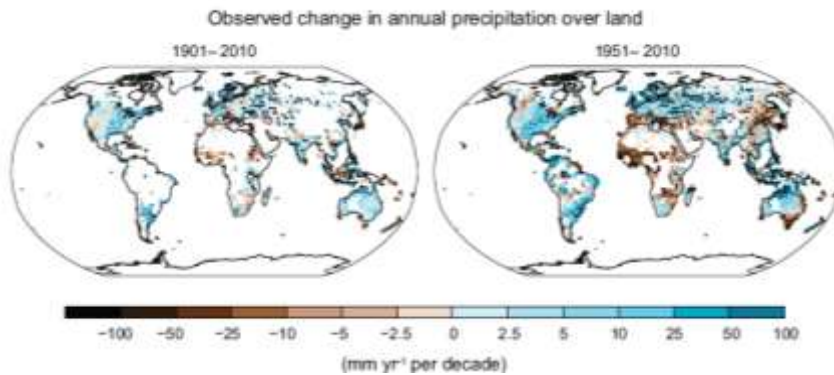 Observed change in annual precipitation over land
1901– 2010
1951– 2010
−100 −50 −25 −10 −5 −2.5 0 2.5 5 10 25 50 100
(mm yr⁻¹ per decade)